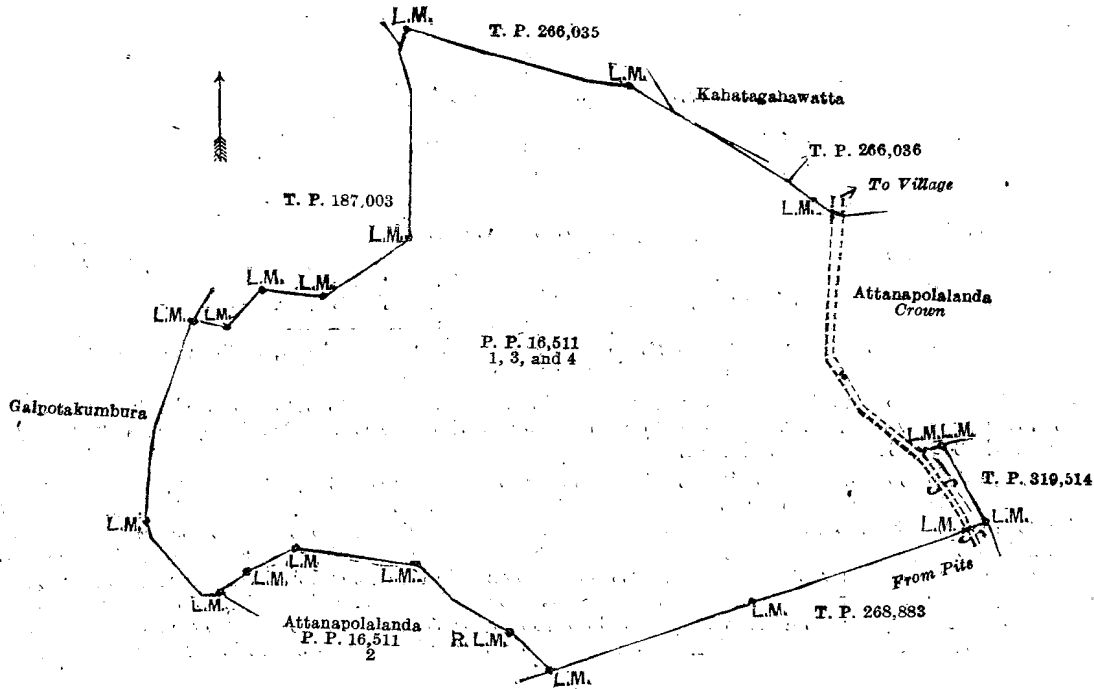 L.M.
T. P. 266,035
L.M.
Kahatagahawatta
T. P. 266,036
To Village
T. P. 187,003
L.M.
L.M.
L.M.
L.M.
Attanapolalanda
Crown
L.M.
L.M.
P. P. 16,511
1, 3, and 4
Galpotakumbura
L.M. L.M.
T. P. 319,514
L.M.
L.M.
L.M.
L.M.
L.M.
L.M.
From Pite
L.M.
L.M.
T. P. 268,883
Attanapolalanda
P. P. 16,511
2
R. L.M.
L.M.